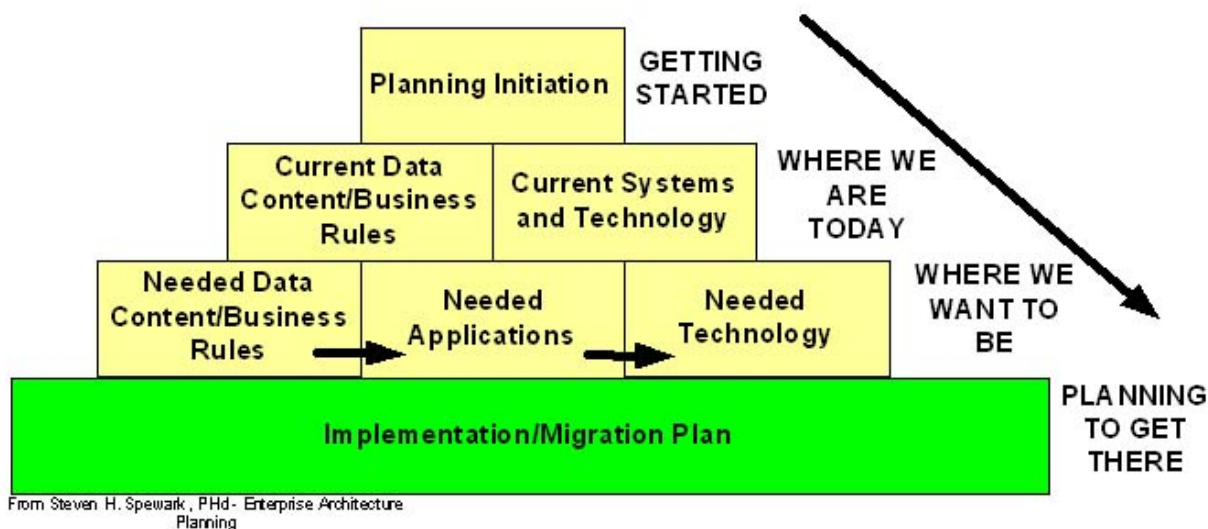 Planning Initiation
GETTING
STARTED
Current Data
Content/Business
Rules
Current Systems
and Technology
WHERE WE
ARE
TODAY
Needed Data
Content/Business
Rules
Needed
Applications
Needed
Technology
WHERE WE
WANT TO
BE
Implementation/Migration Plan
PLANNING
TO GET
THERE
From Steven H. Spewark, PHd- Enterprise Architecture
Planning